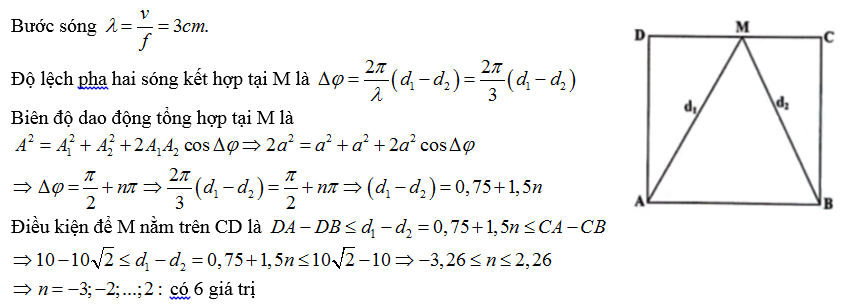 Bước sóng λ = v/f = 3cm.
Độ lệch pha hai sóng kết hợp tại M là Δφ = 2π/λ (d₁ − d₂) = 2π/3 (d₁ − d₂)
Biên độ dao động tổng hợp tại M là
A² = A₁² + A₂² + 2A₁A₂ cos Δφ ⇒ 2a² = a² + a² + 2a² cos Δφ
⇒ Δφ = π/2 + nπ ⇒ 2π/3 (d₁ − d₂) = π/2 + nπ ⇒ (d₁ − d₂) = 0,75 + 1,5n
Điều kiện để M nằm trên CD là DA − DB ≤ d₁ − d₂ = 0,75 + 1,5n ≤ CA − CB
⇒ 10 − 10√2 ≤ d₁ − d₂ = 0,75 + 1,5n ≤ 10√2 − 10 ⇒ −3,26 ≤ n ≤ 2,26
⇒ n = −3; −2; ...; 2 : có 6 giá trị
D M C
d₁ d₂
A B